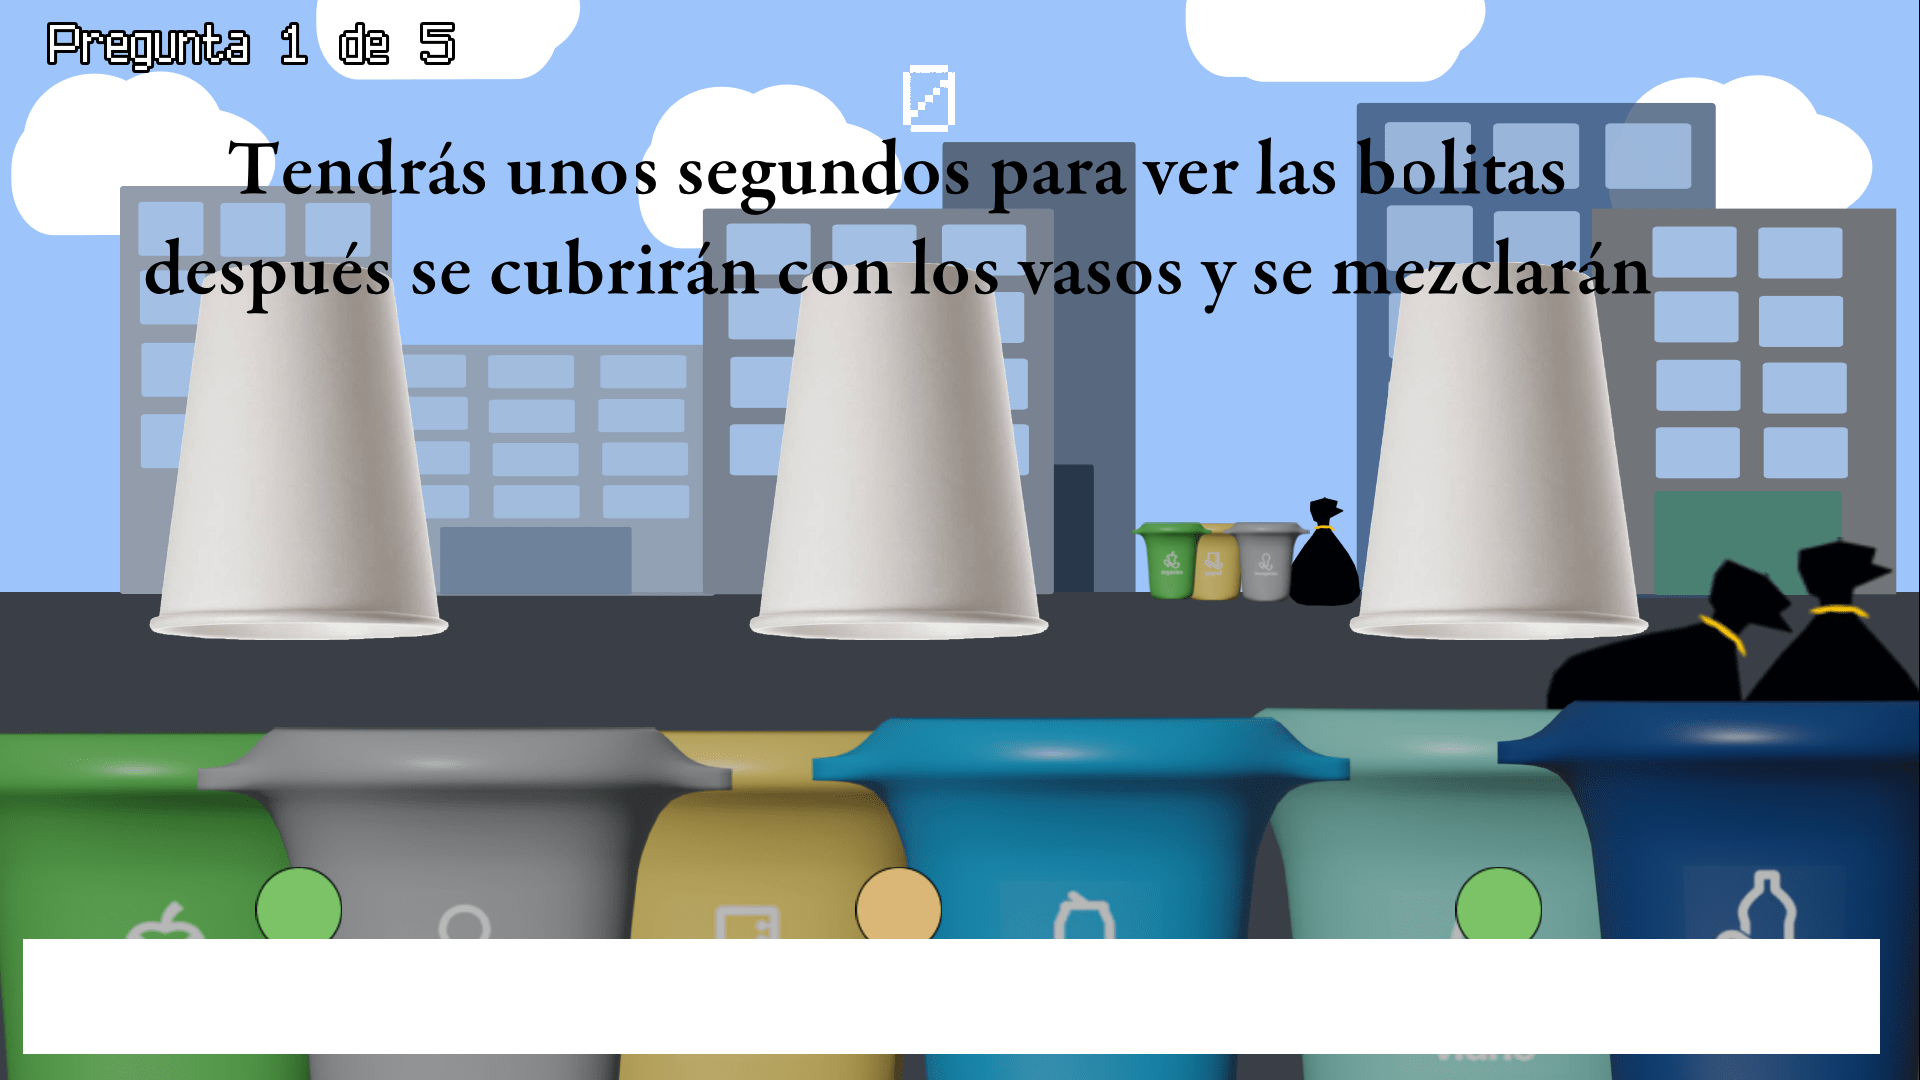 Pregunta 1 de 5
0
Tendrás unos segundos para ver las bolitas
después se cubrirán con los vasos y se mezclarán